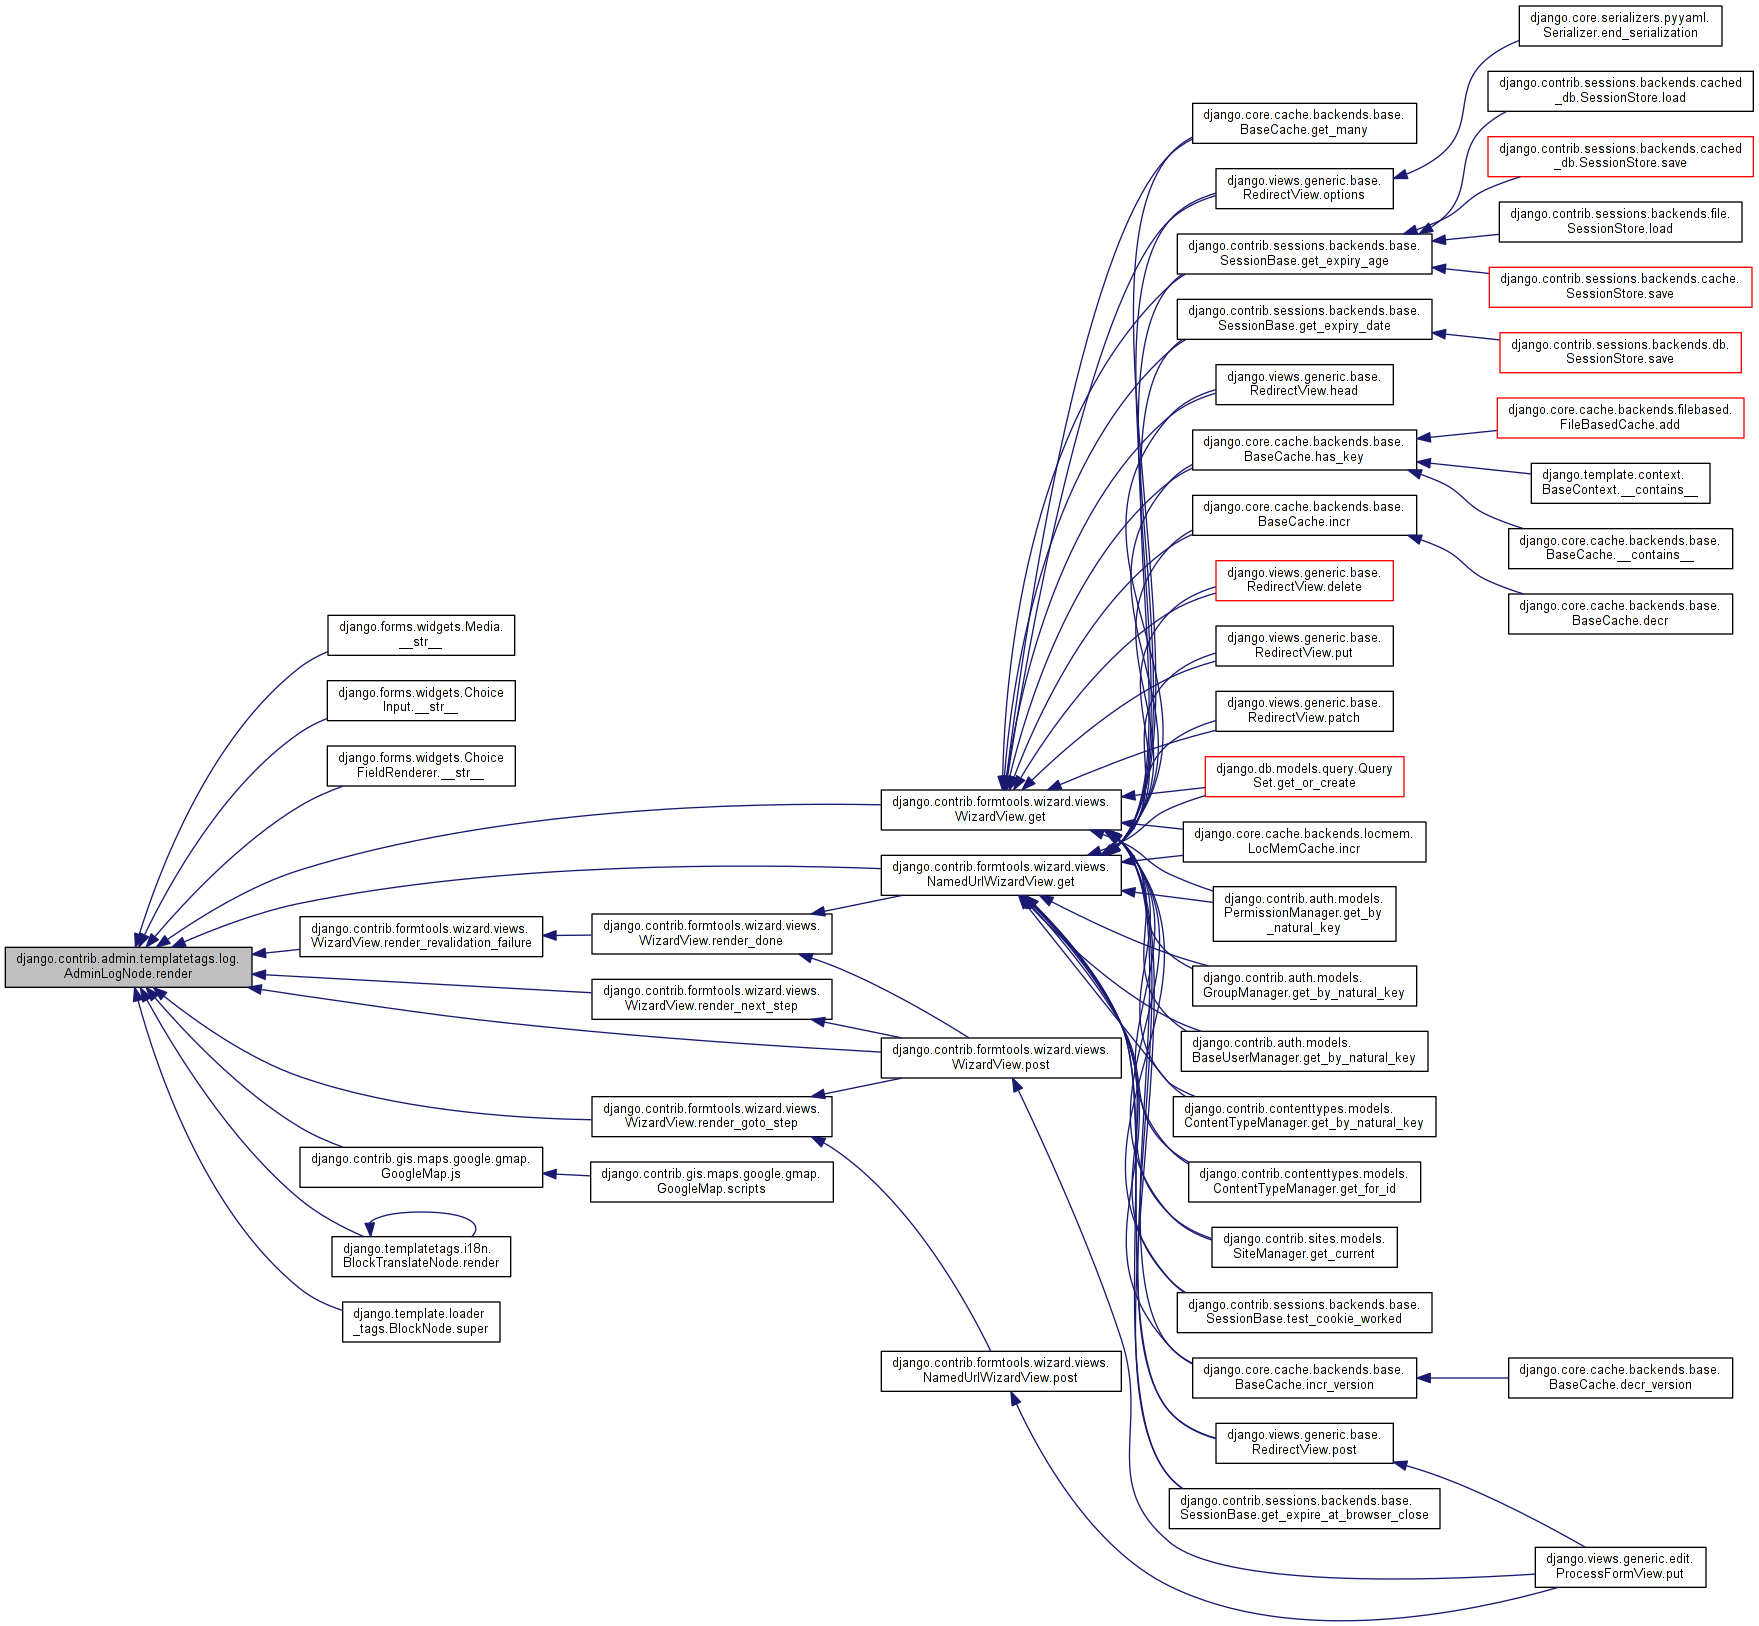 django.contrib.admin.templatetags.log.
AdminLogNode.render
django.forms.widgets.Media.
__str__
django.forms.widgets.Choice
Input.__str__
django.forms.widgets.Choice
FieldRenderer.__str__
django.contrib.formtools.wizard.views.
WizardView.render_revalidation_failure
django.contrib.gis.maps.google.gmap.
GoogleMap.js
django.templatetags.i18n.
BlockTranslateNode.render
django.template.loader
_tags.BlockNode.super
django.contrib.formtools.wizard.views.
WizardView.render_done
django.contrib.formtools.wizard.views.
WizardView.render_next_step
django.contrib.formtools.wizard.views.
WizardView.render_goto_step
django.contrib.gis.maps.google.gmap.
GoogleMap.scripts
django.contrib.formtools.wizard.views.
WizardView.get
django.contrib.formtools.wizard.views.
NamedUrlWizardView.get
django.contrib.formtools.wizard.views.
WizardView.post
django.contrib.formtools.wizard.views.
NamedUrlWizardView.post
django.core.cache.backends.base.
BaseCache.get_many
django.views.generic.base.
RedirectView.options
django.contrib.sessions.backends.base.
SessionBase.get_expiry_age
django.contrib.sessions.backends.base.
SessionBase.get_expiry_date
django.views.generic.base.
RedirectView.head
django.core.cache.backends.base.
BaseCache.has_key
django.core.cache.backends.base.
BaseCache.incr
django.views.generic.base.
RedirectView.delete
django.views.generic.base.
RedirectView.put
django.views.generic.base.
RedirectView.patch
django.db.models.query.Query
Set.get_or_create
django.core.cache.backends.locmem.
LocMemCache.incr
django.contrib.auth.models.
PermissionManager.get_by
_natural_key
django.contrib.auth.models.
GroupManager.get_by_natural_key
django.contrib.auth.models.
BaseUserManager.get_by_natural_key
django.contrib.contenttypes.models.
ContentTypeManager.get_by_natural_key
django.contrib.contenttypes.models.
ContentTypeManager.get_for_id
django.contrib.sites.models.
SiteManager.get_current
django.contrib.sessions.backends.base.
SessionBase.test_cookie_worked
django.core.cache.backends.base.
BaseCache.incr_version
django.views.generic.base.
RedirectView.post
django.contrib.sessions.backends.base.
SessionBase.get_expire_at_browser_close
django.core.serializers.pyyaml.
Serializer.end_serialization
django.contrib.sessions.backends.cached
_db.SessionStore.load
django.contrib.sessions.backends.cached
_db.SessionStore.save
django.contrib.sessions.backends.file.
SessionStore.load
django.contrib.sessions.backends.cache.
SessionStore.save
django.contrib.sessions.backends.db.
SessionStore.save
django.core.cache.backends.filebased.
FileBasedCache.add
django.template.context.
BaseContext.__contains__
django.core.cache.backends.base.
BaseCache.__contains__
django.core.cache.backends.base.
BaseCache.decr
django.core.cache.backends.base.
BaseCache.decr_version
django.views.generic.edit.
ProcessFormView.put